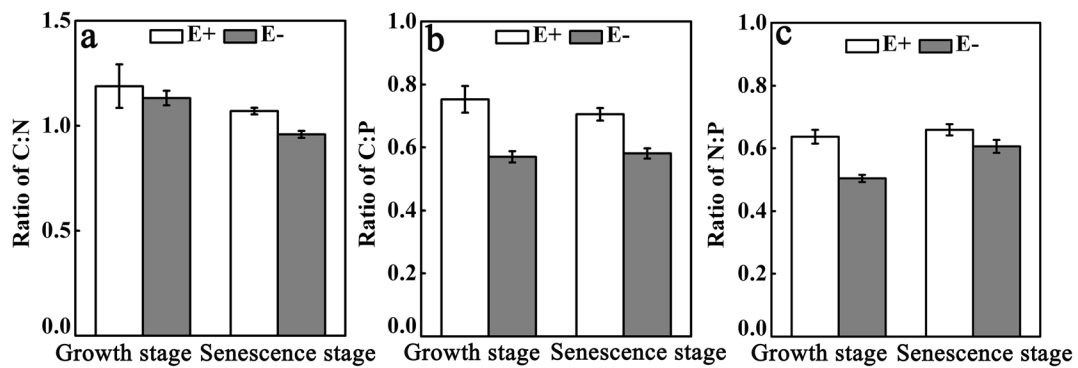 a
E+ E-
Ratio of C:N
1.5
1.0
0.5
0.0
Growth stage Senescence stage
b
E+ E-
Ratio of C:P
1.0
0.8
0.6
0.4
0.2
0.0
Growth stage Senescence stage
c
E+ E-
Ratio of N:P
1.0
0.8
0.6
0.4
0.2
0.0
Growth stage Senescence stage